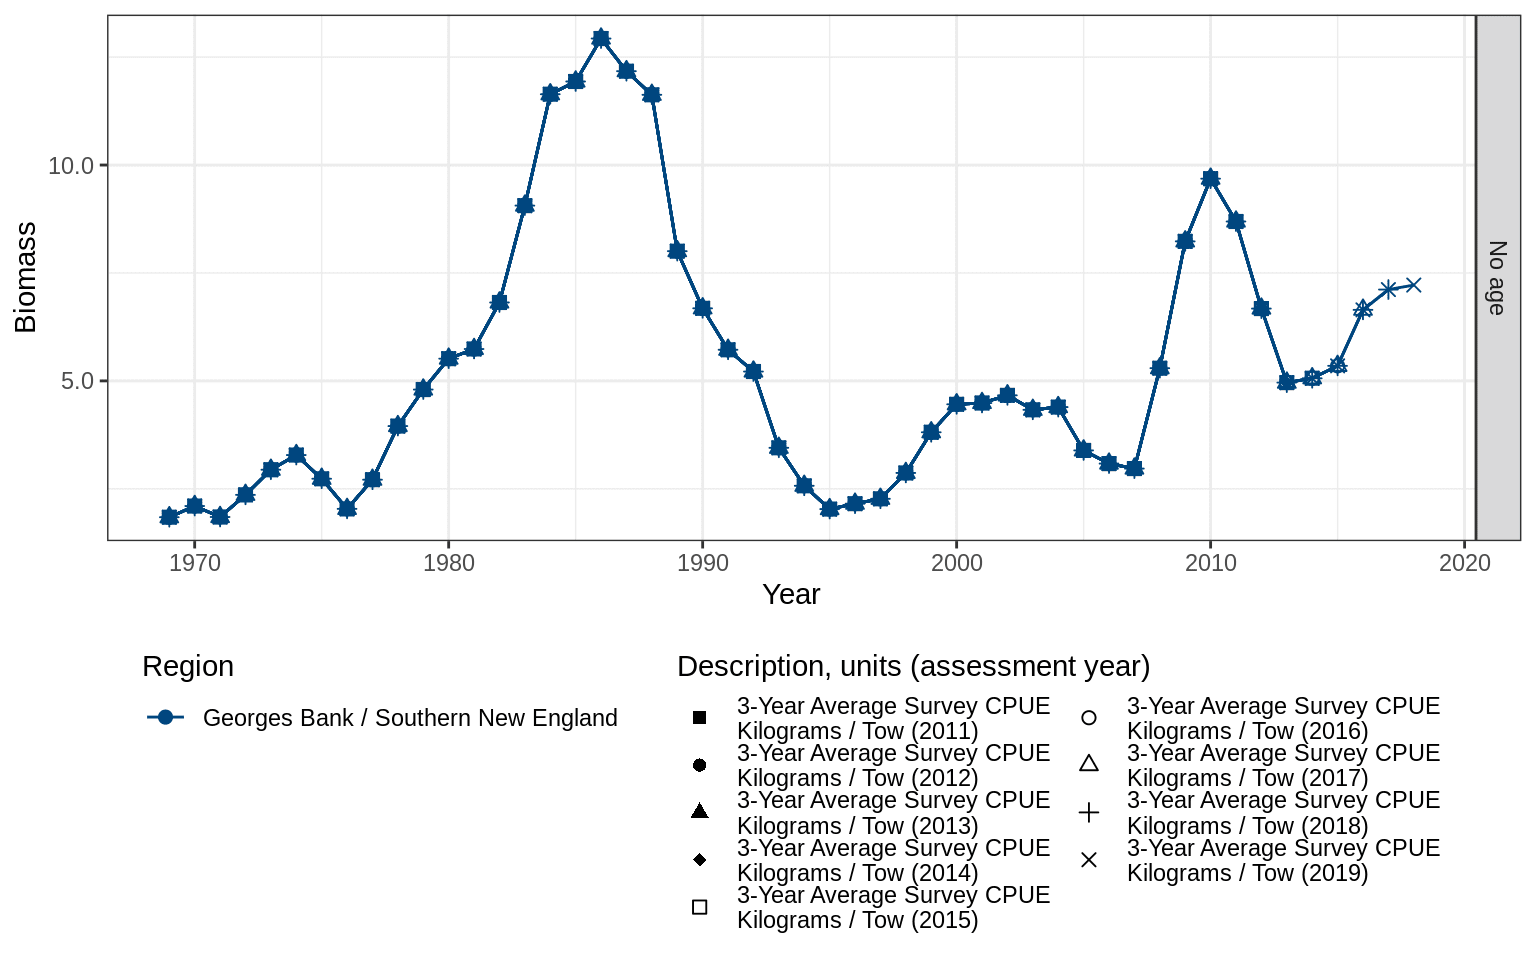 Biomass
10.0
5.0
No age
1970
1980
1990
2000
2010
2020
Year
Region
Georges Bank / Southern New England
Description, units (assessment year)
3-Year Average Survey CPUE
Kilograms / Tow (2011)
3-Year Average Survey CPUE
Kilograms / Tow (2012)
3-Year Average Survey CPUE
Kilograms / Tow (2013)
3-Year Average Survey CPUE
Kilograms / Tow (2014)
3-Year Average Survey CPUE
Kilograms / Tow (2015)
3-Year Average Survey CPUE
Kilograms / Tow (2016)
3-Year Average Survey CPUE
Kilograms / Tow (2017)
3-Year Average Survey CPUE
Kilograms / Tow (2018)
3-Year Average Survey CPUE
Kilograms / Tow (2019)